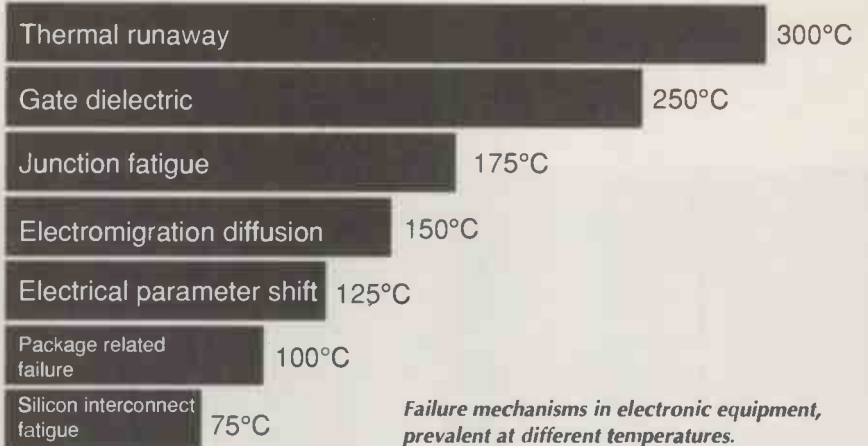 Thermal runaway 300°C
Gate dielectric 250°C
Junction fatigue 175°C
Electromigration diffusion 150°C
Electrical parameter shift 125°C
Package related
failure 100°C
Silicon interconnect
fatigue 75°C
Failure mechanisms in electronic equipment,
prevalent at different temperatures.